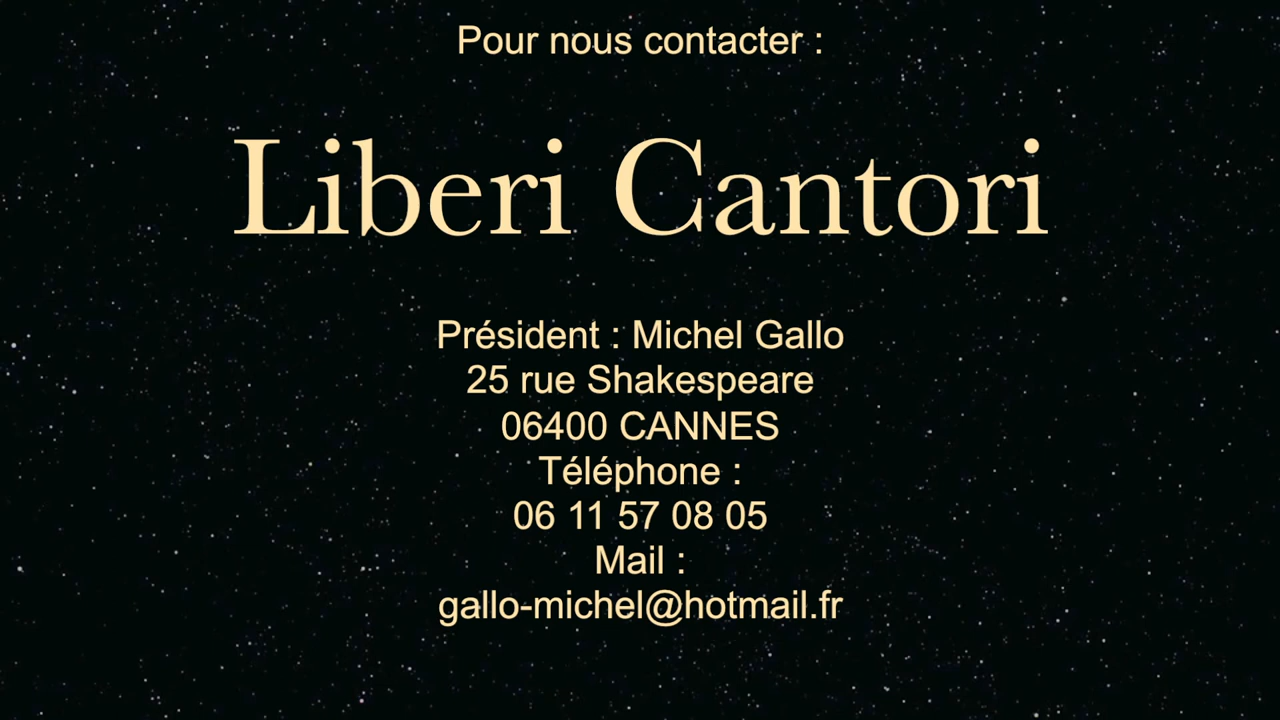 Pour nous contacter :
Liberi Cantori
Président : Michel Gallo
25 rue Shakespeare
06400 CANNES
Téléphone :
06 11 57 08 05
Mail :
gallo-michel@hotmail.fr